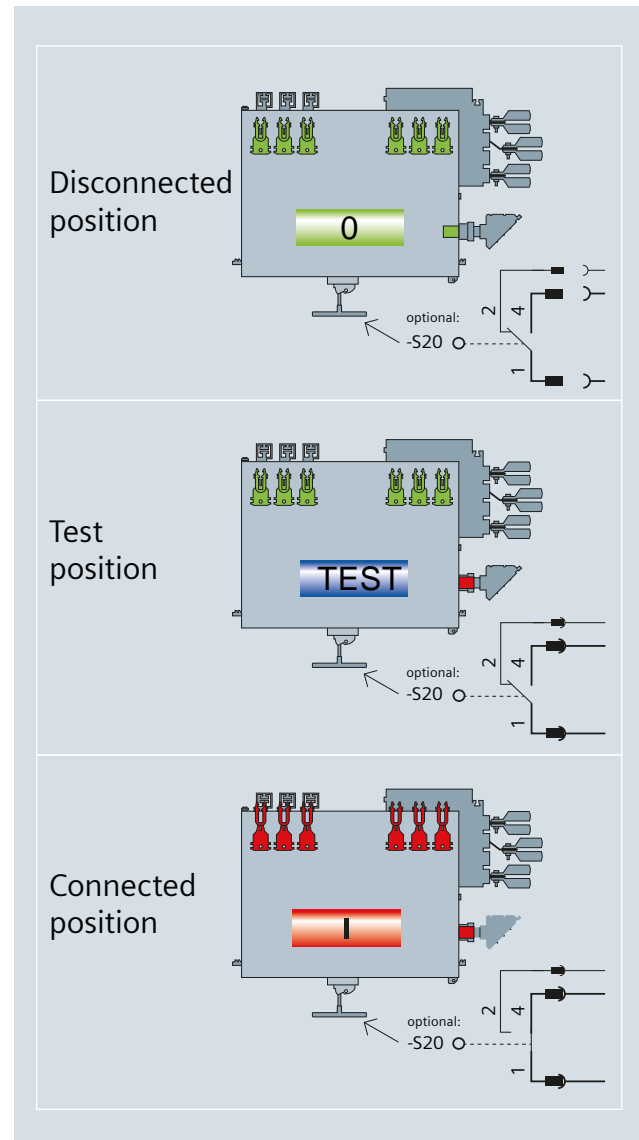 Disconnected
position
0
optional:
-S20
2
4
1
Test
position
TEST
optional:
-S20
2
4
1
Connected
position
I
optional:
-S20
2
4
1